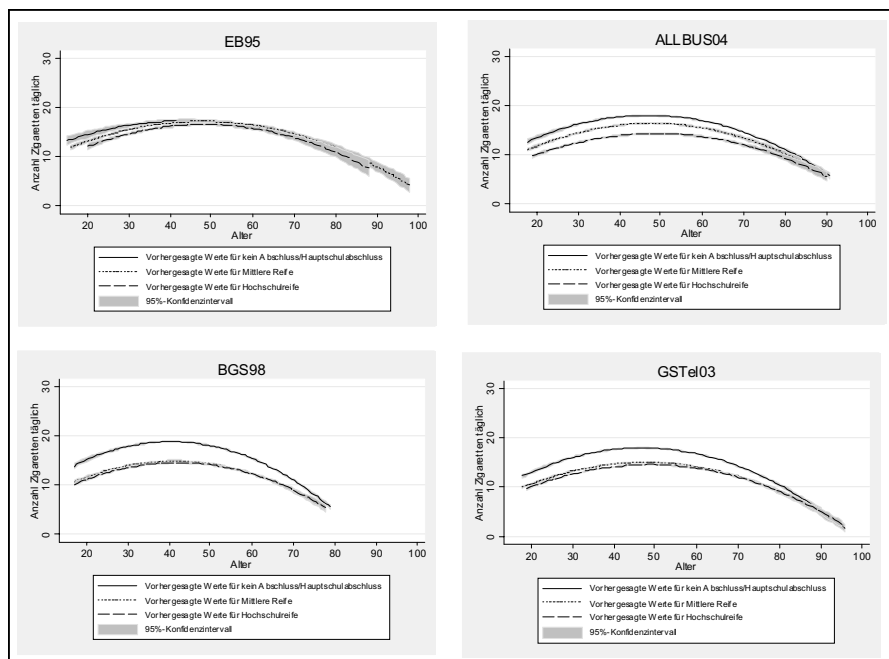 EB95
Anzahl Zigaretten täglich
30
20
10
0
20 30 40 50 60 70 80 90 100
Alter
Vorhergesagte Werte für kein Abschluss/Hauptschulabschluss
Vorhergesagte Werte für Mittlere Reife
Vorhergesagte Werte für Hochschulreife
95%-Konfidenzintervall
ALLBUS04
Anzahl Zigaretten täglich
30
20
10
0
20 30 40 50 60 70 80 90 100
Alter
Vorhergesagte Werte für kein Abschluss/Hauptschulabschluss
Vorhergesagte Werte für Mittlere Reife
Vorhergesagte Werte für Hochschulreife
95%-Konfidenzintervall
BGS98
Anzahl Zigaretten täglich
30
20
10
0
20 30 40 50 60 70 80 90 100
Alter
Vorhergesagte Werte für kein Abschluss/Hauptschulabschluss
Vorhergesagte Werte für Mittlere Reife
Vorhergesagte Werte für Hochschulreife
95%-Konfidenzintervall
GSTel03
Anzahl Zigaretten täglich
30
20
10
0
20 30 40 50 60 70 80 90 100
Alter
Vorhergesagte Werte für kein Abschluss/Hauptschulabschluss
Vorhergesagte Werte für Mittlere Reife
Vorhergesagte Werte für Hochschulreife
95%-Konfidenzintervall